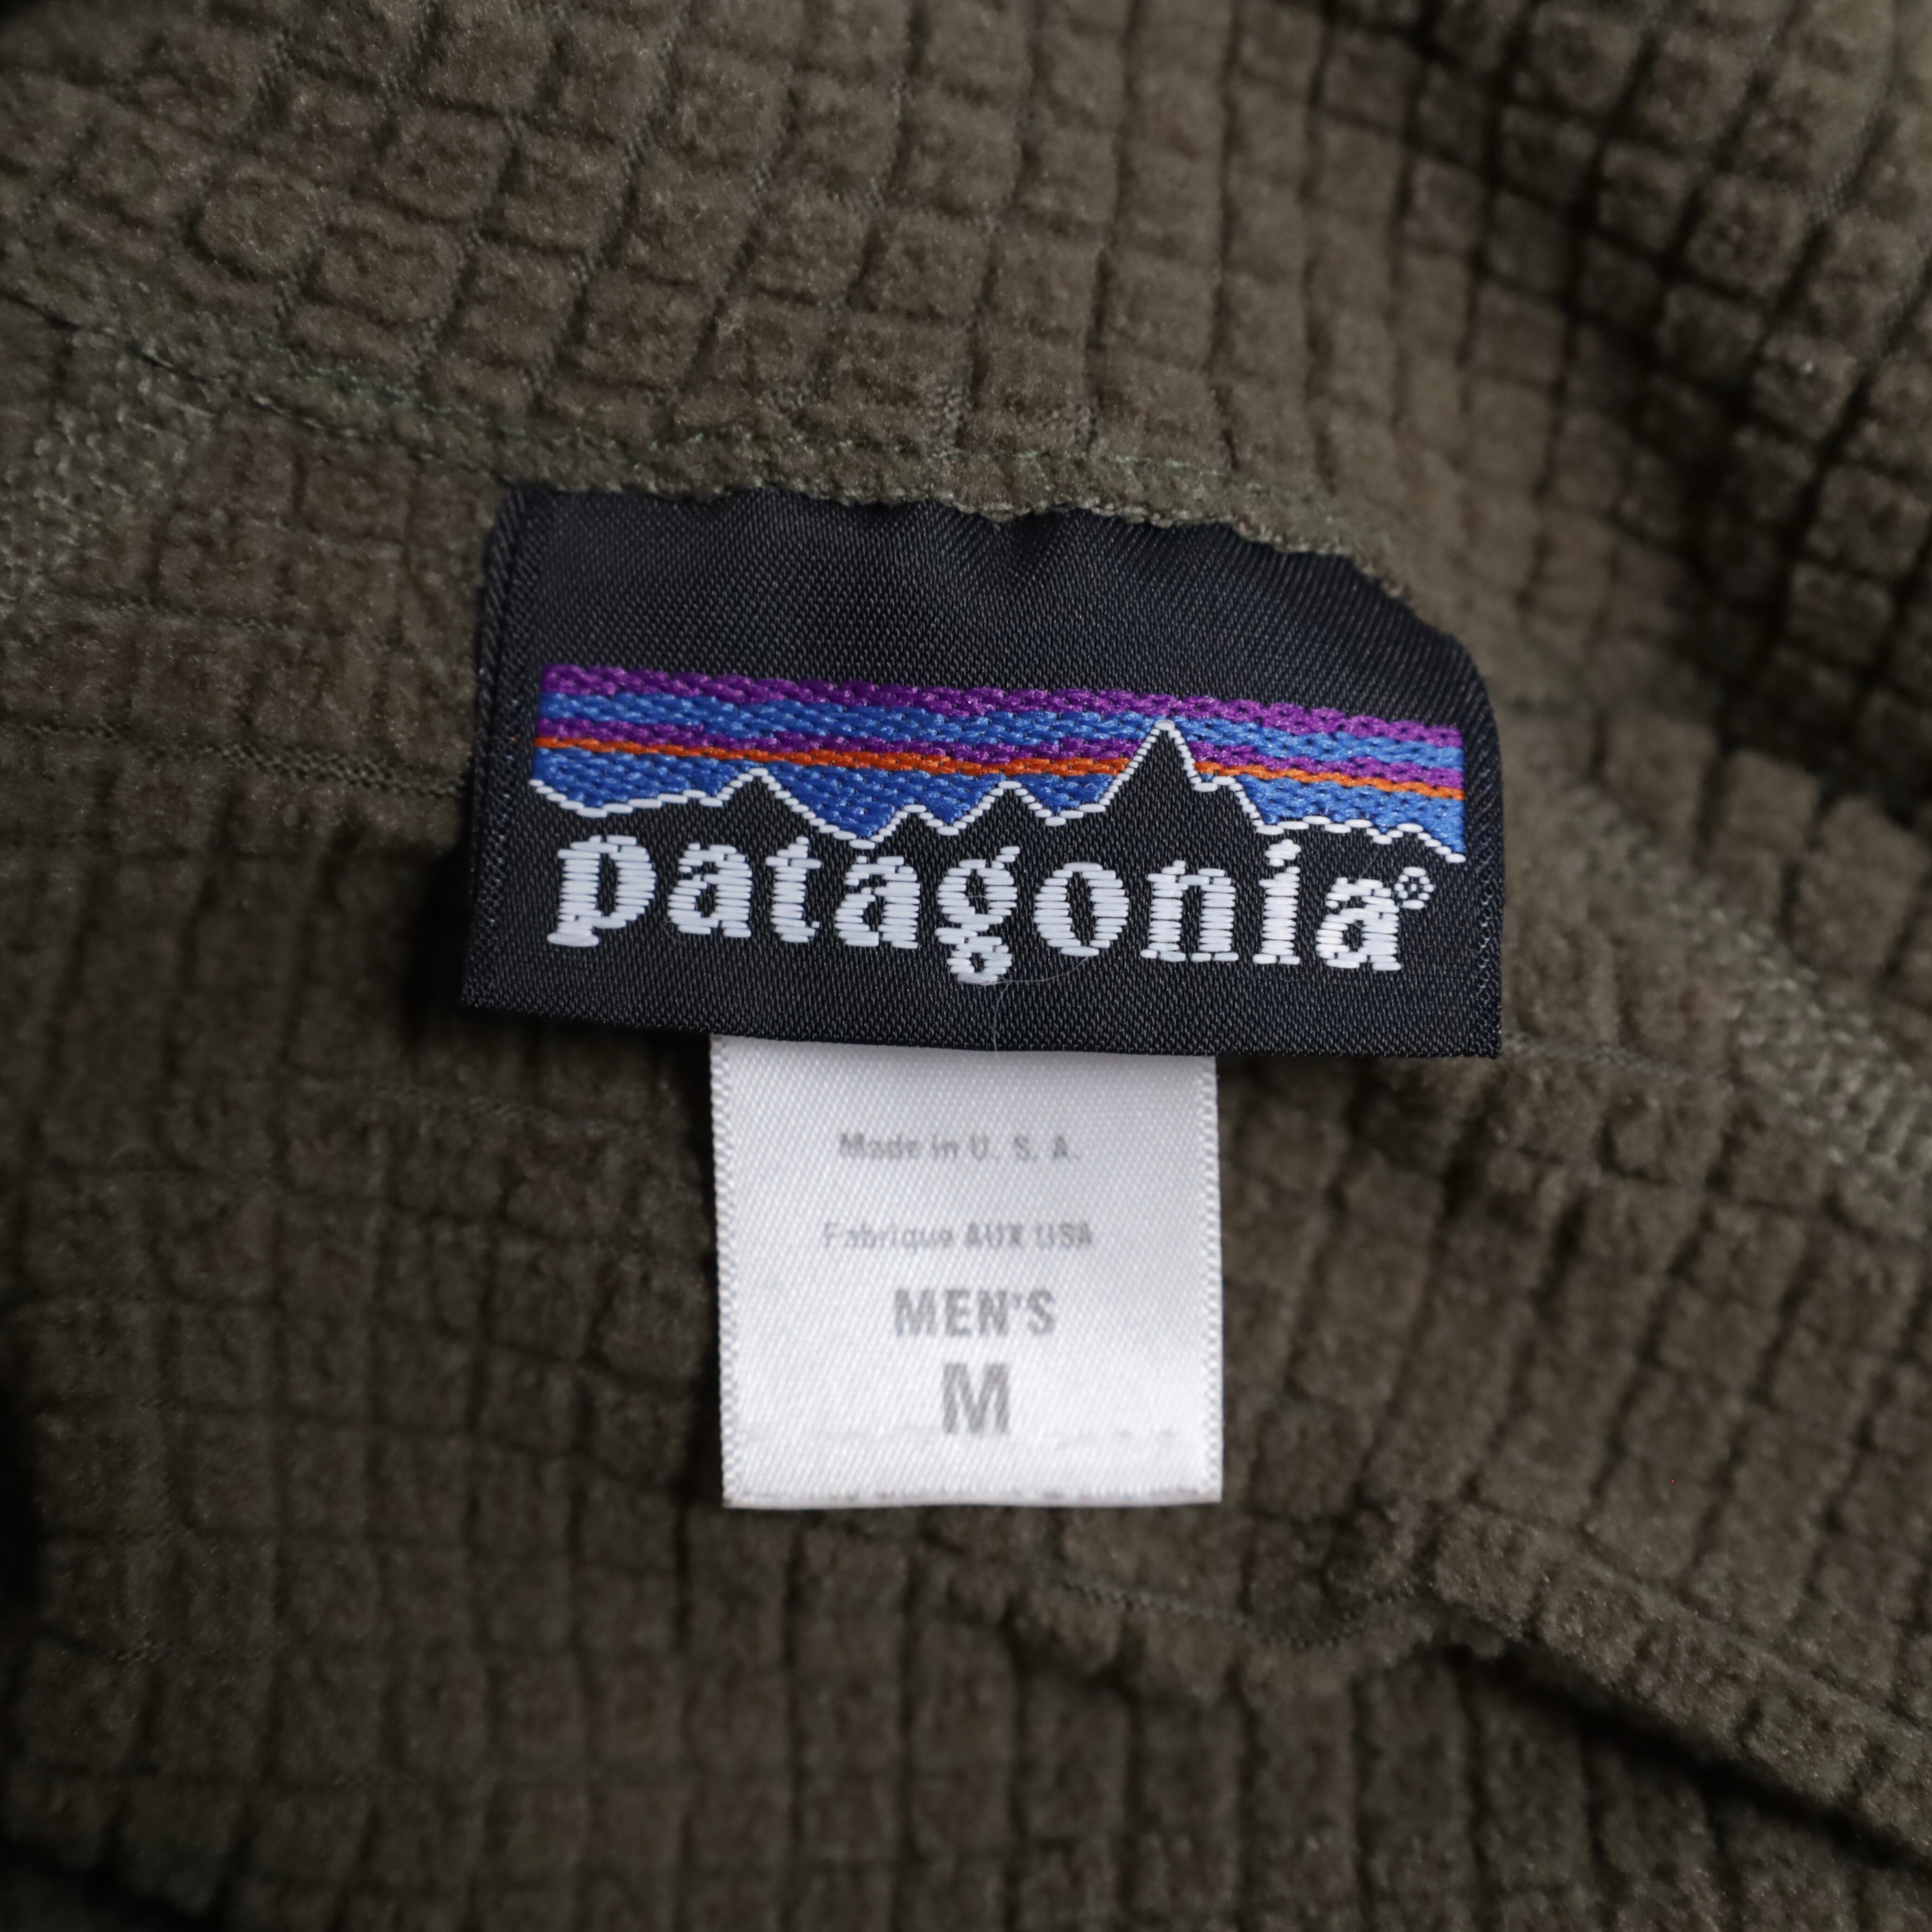 patagonia®
Made in U. S. A.
Fabrique AUX USA
MEN'S
M